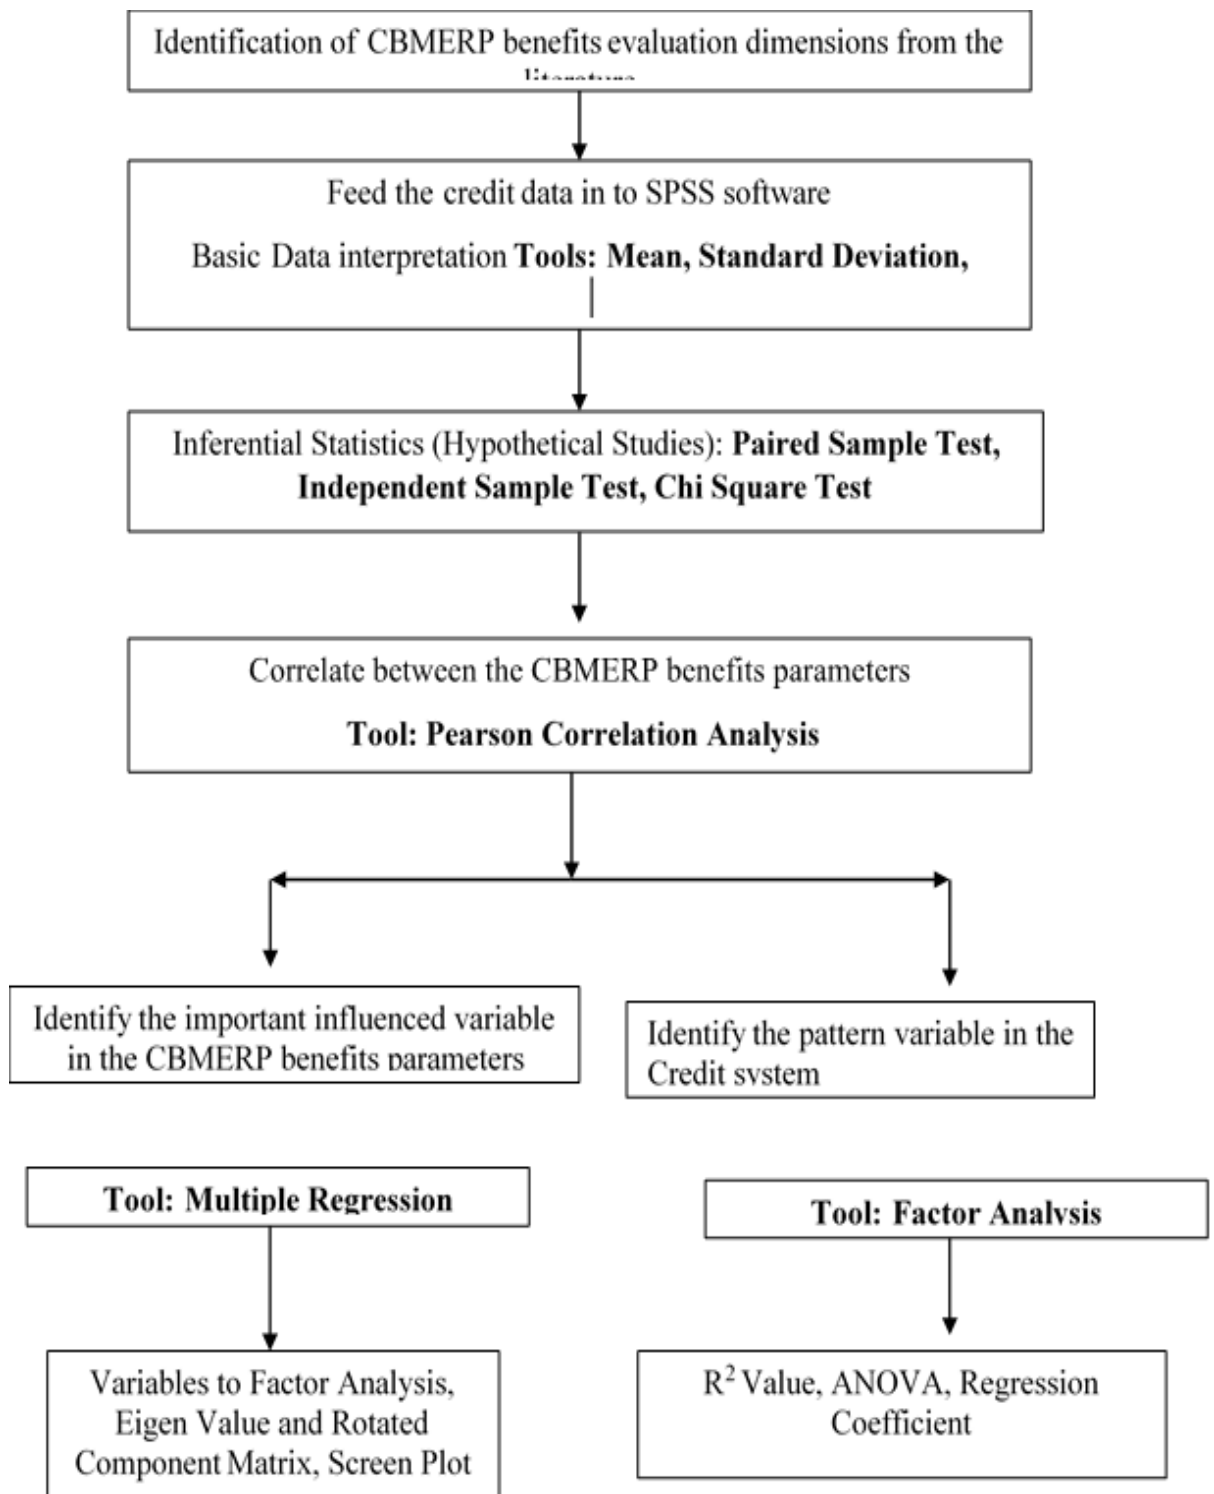 Identification of CBMERP benefits evaluation dimensions from the
literature
Feed the credit data in to SPSS software
Basic Data interpretation Tools: Mean, Standard Deviation,
Inferential Statistics (Hypothetical Studies): Paired Sample Test,
Independent Sample Test, Chi Square Test
Correlate between the CBMERP benefits parameters
Tool: Pearson Correlation Analysis
Identify the important influenced variable
in the CBMERP benefits parameters
Identify the pattern variable in the
Credit system
Tool: Multiple Regression
Tool: Factor Analysis
Variables to Factor Analysis,
Eigen Value and Rotated
Component Matrix, Screen Plot
R² Value, ANOVA, Regression
Coefficient